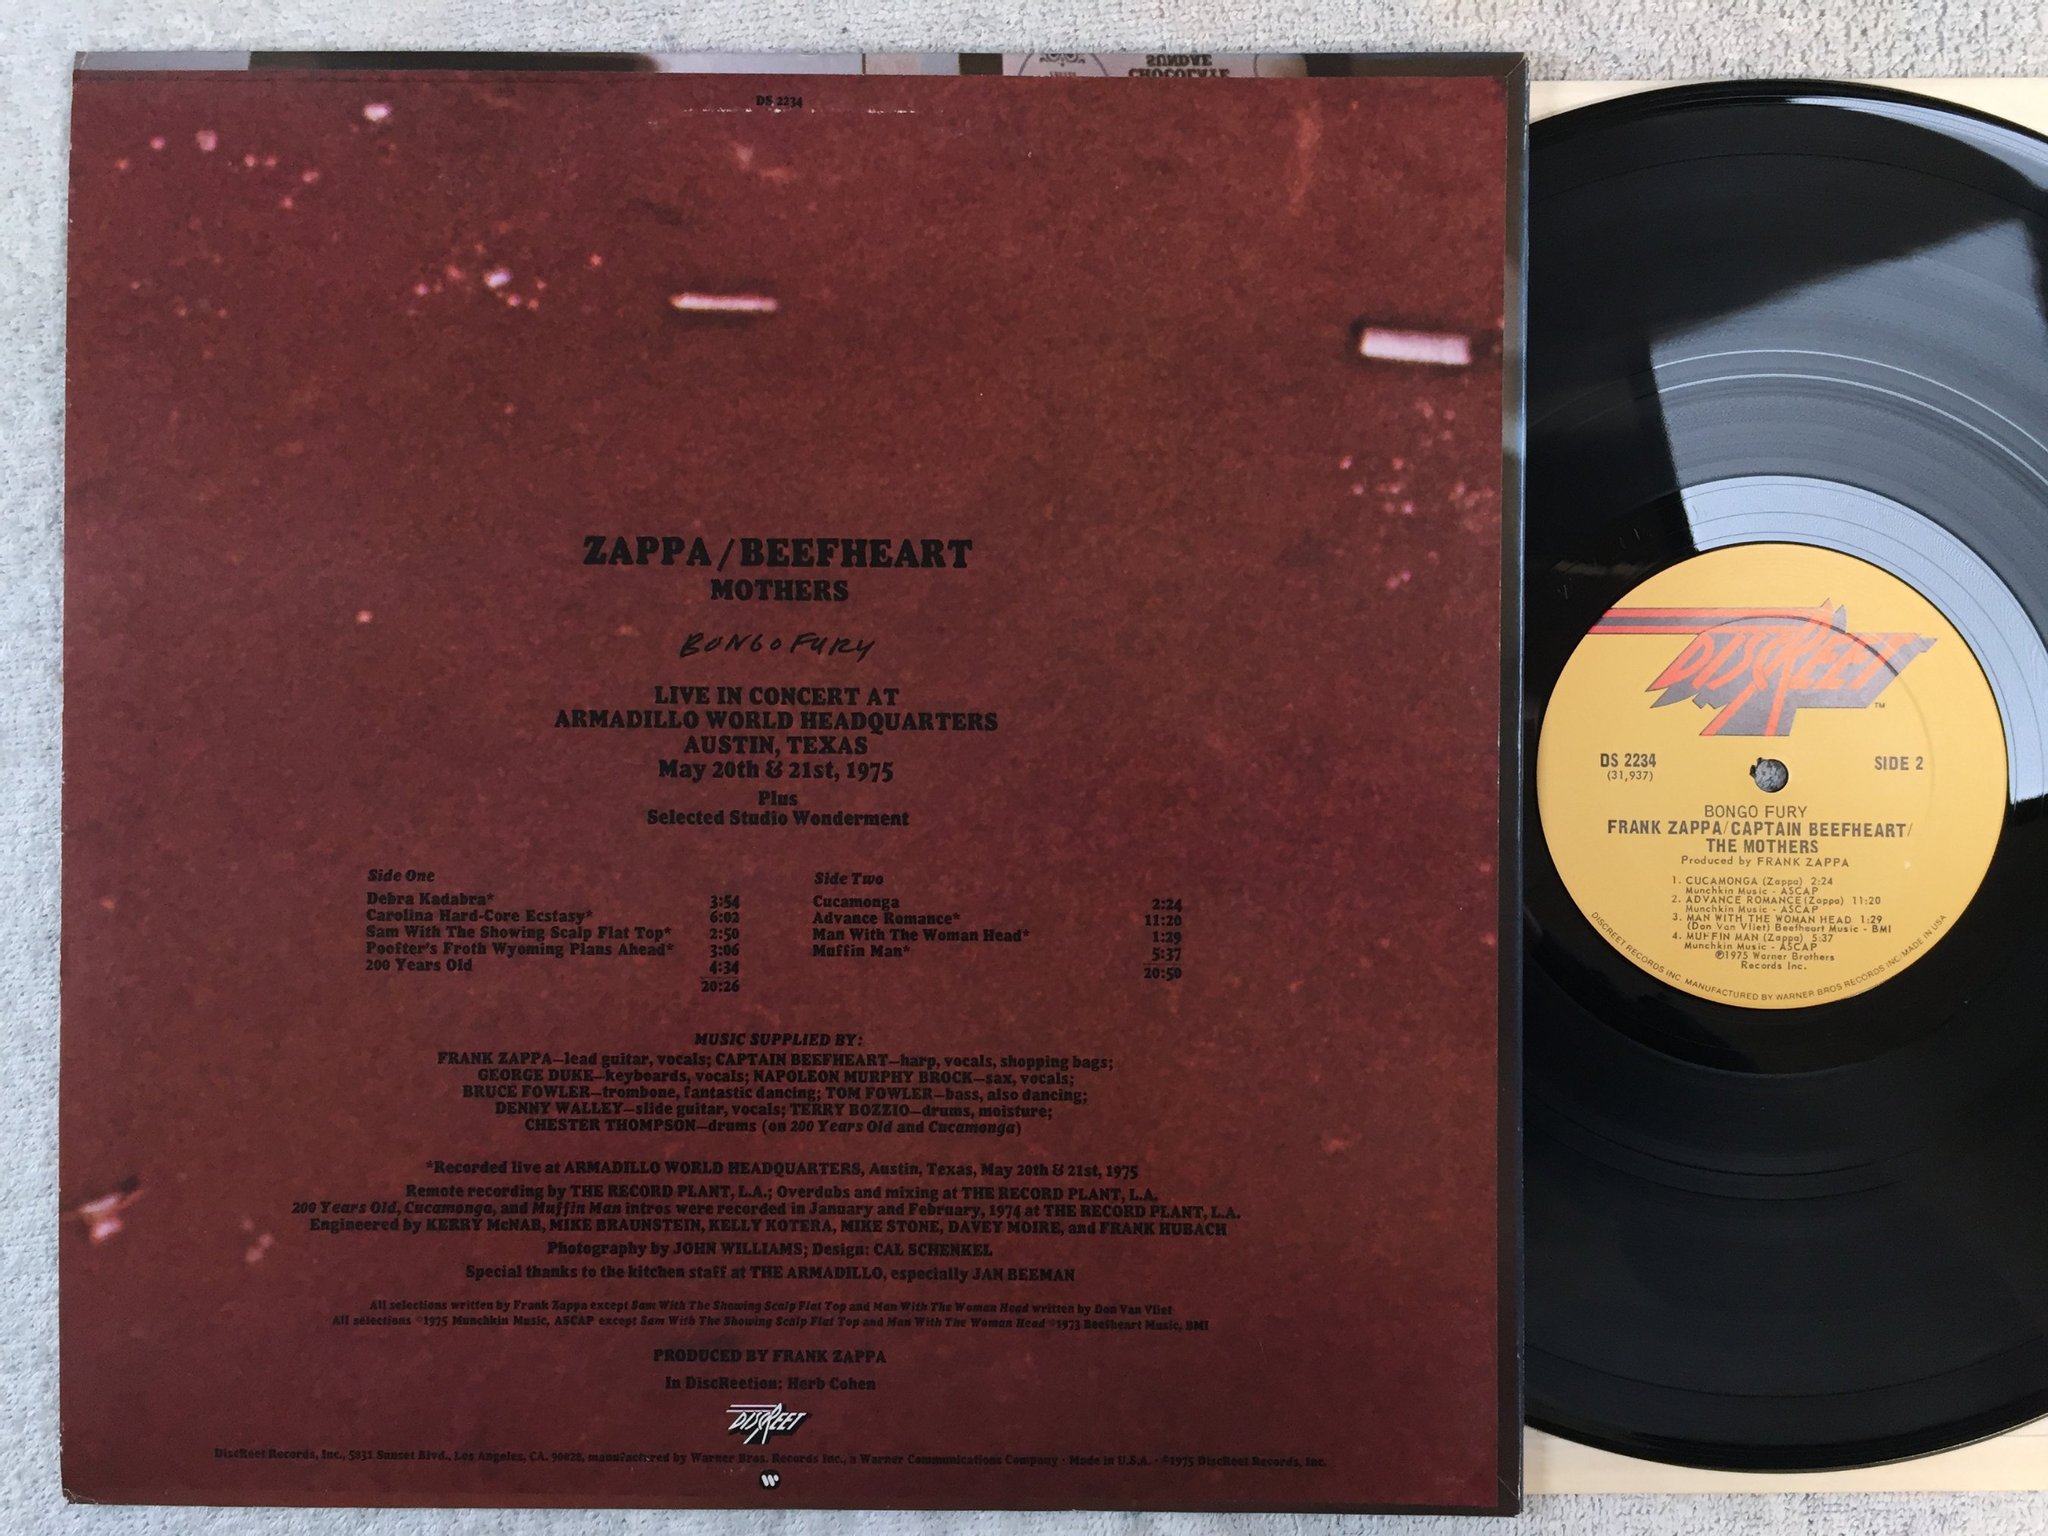 SUNDAE
CHOCOLATE
DS 2234
ZAPPA/BEEFHEART
MOTHERS
BONGO FURY
LIVE IN CONCERT AT
ARMADILLO WORLD HEADQUARTERS
AUSTIN, TEXAS
May 20th & 21st, 1975
Plus
Selected Studio Wonderment
Side One
Debra Kadabra* 3:54
Carolina Hard-Core Ecstasy* 6:02
Sam With The Showing Scalp Flat Top* 2:50
Poofter's Froth Wyoming Plans Ahead* 3:06
200 Years Old 4:34
20:26
Side Two
Cucamonga 2:24
Advance Romance* 11:20
Man With The Woman Head* 1:29
Muffin Man* 5:37
20:50
MUSIC SUPPLIED BY:
FRANK ZAPPA—lead guitar, vocals; CAPTAIN BEEFHEART—harp, vocals, shopping bags;
GEORGE DUKE—keyboards, vocals; NAPOLEON MURPHY BROCK—sax, vocals;
BRUCE FOWLER—trombone, fantastic dancing; TOM FOWLER—bass, also dancing;
DENNY WALLEY—slide guitar, vocals; TERRY BOZZIO—drums, moisture;
CHESTER THOMPSON—drums (on 200 Years Old and Cucamonga)
*Recorded live at ARMADILLO WORLD HEADQUARTERS, Austin, Texas, May 20th & 21st, 1975
Remote recording by THE RECORD PLANT, L.A.; Overdubs and mixing at THE RECORD PLANT, L.A.
200 Years Old, Cucamonga, and Muffin Man intros were recorded in January and February, 1974 at THE RECORD PLANT, L.A.
Engineered by KERRY McNAB, MIKE BRAUNSTEIN, KELLY KOTERA, MIKE STONE, DAVEY MOIRE, and FRANK HUBACH
Photography by JOHN WILLIAMS; Design: CAL SCHENKEL
Special thanks to the kitchen staff at THE ARMADILLO, especially JAN BEEMAN
All selections written by Frank Zappa except Sam With The Showing Scalp Flat Top and Man With The Woman Head written by Don Van Vliet
All selections ©1975 Munchkin Music, ASCAP except Sam With The Showing Scalp Flat Top and Man With The Woman Head ©1973 Beefheart Music, BMI
PRODUCED BY FRANK ZAPPA
In DiscReetion: Herb Cohen
DISCREET
DiscReet Records, Inc., 5831 Sunset Blvd., Los Angeles, CA. 90028, manufactured by Warner Bros. Records Inc., a Warner Communications Company · Made in U.S.A. · ©1975 DiscReet Records, Inc.
DISCREET
TM
DS 2234
(31,937)
SIDE 2
BONGO FURY
FRANK ZAPPA/CAPTAIN BEEFHEART/
THE MOTHERS
Produced by FRANK ZAPPA
1. CUCAMONGA (Zappa) 2:24
Munchkin Music - ASCAP
2. ADVANCE ROMANCE (Zappa) 11:20
Munchkin Music - ASCAP
3. MAN WITH THE WOMAN HEAD 1:29
(Don Van Vliet) Beefheart Music - BMI
4. MUFFIN MAN (Zappa) 5:37
Munchkin Music - ASCAP
℗1975 Warner Brothers
Records Inc.
DISCREET RECORDS INC. MANUFACTURED BY WARNER BROS RECORDS INC. MADE IN USA